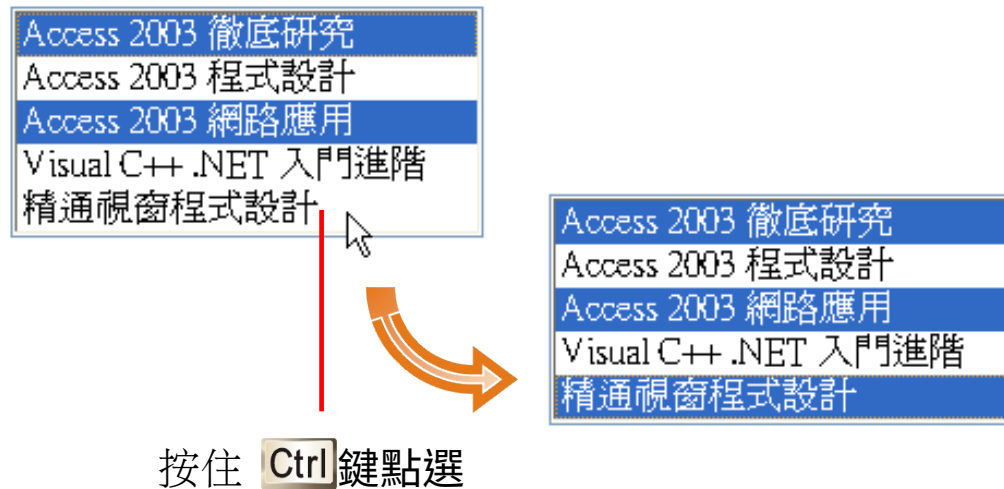 Access 2003 徹底研究
Access 2003 程式設計
Access 2003 網路應用
Visual C++ .NET 入門進階
精通視窗程式設計
Access 2003 徹底研究
Access 2003 程式設計
Access 2003 網路應用
Visual C++ .NET 入門進階
精通視窗程式設計
按住 Ctrl 鍵點選